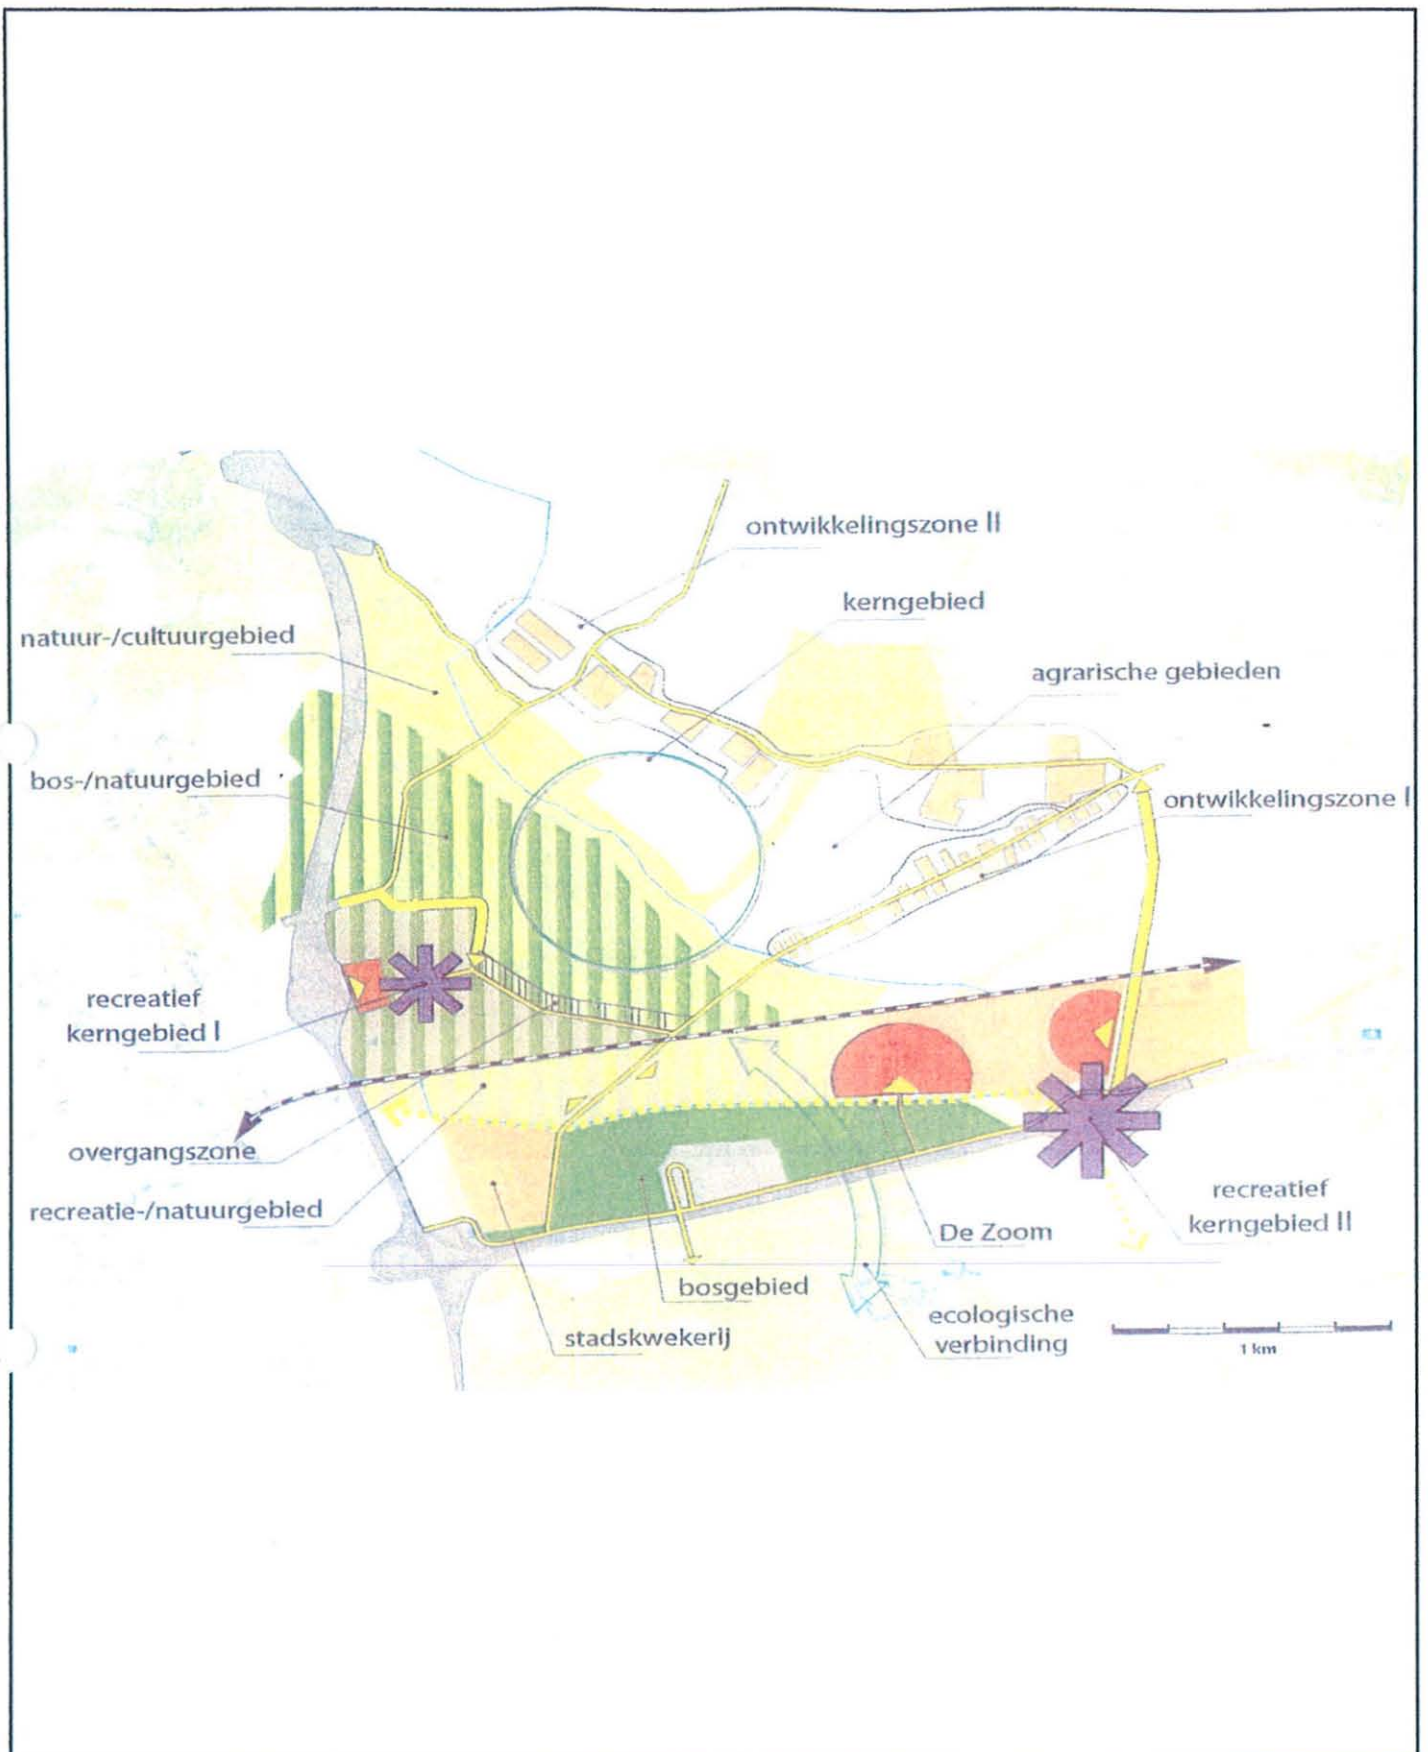 ontwikkelingszone II
kerngebied
natuur-/cultuurgebied
agrarische gebieden
bos-/natuurgebied
ontwikkelingszone I
recreatief
kerngebied I
overgangszone
recreatie-/natuurgebied
recreatief
kerngebied II
De Zoom
bosgebied
ecologische
verbinding
stadskwekerij
1 km